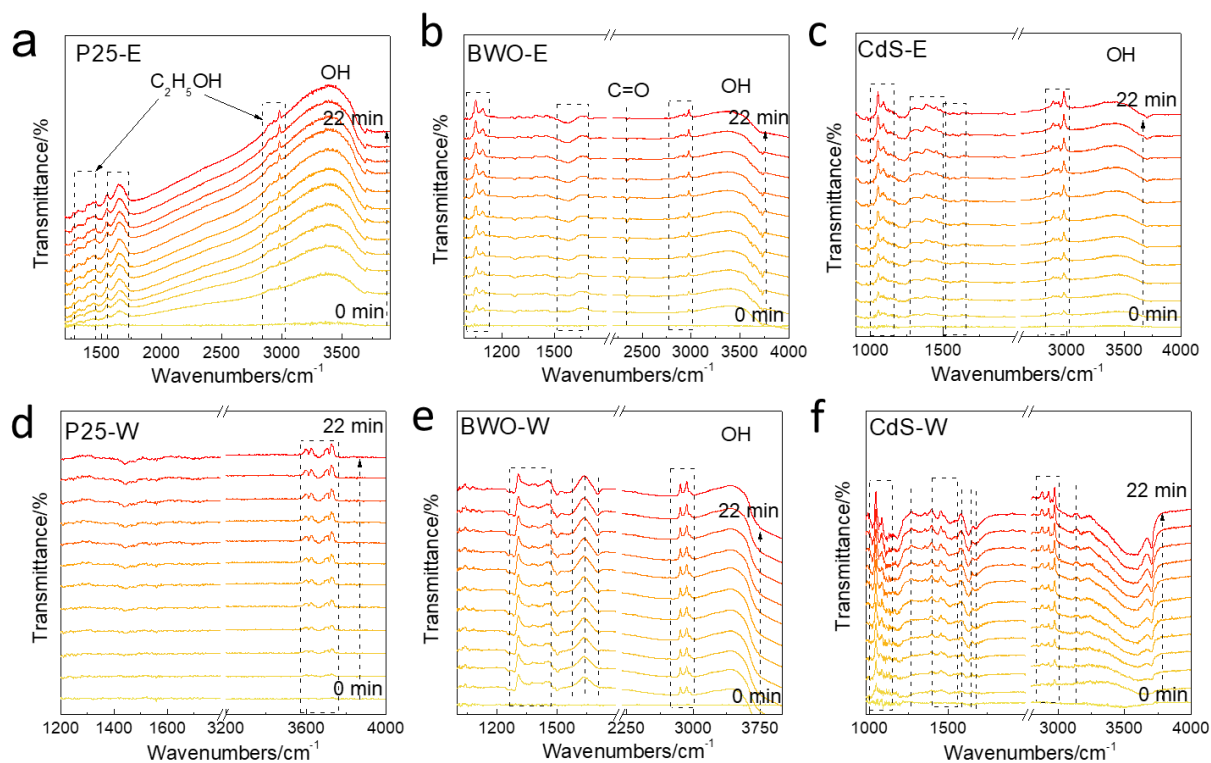 a
P25-E
C₂H₅OH
OH
22 min
0 min
Transmittance/%
1500 2000 2500 3000 3500
Wavenumbers/cm⁻¹
b
BWO-E
C=O
OH
22 min
0 min
Transmittance/%
1200 1500 2500 3000 3500 4000
Wavenumbers/cm⁻¹
c
CdS-E
OH
22 min
0 min
Transmittance/%
900 1500 3000 4000
Wavenumbers/cm⁻¹
d
P25-W
22 min
0 min
Transmittance/%
1200 1400 1600 3200 3600 4000
Wavenumbers/cm⁻¹
e
BWO-W
OH
22 min
0 min
Transmittance/%
1500 2250 3000 3750
Wavenumbers/cm⁻¹
f
CdS-W
22 min
0 min
Transmittance/%
1000 1500 3000 3500 4000
Wavenumbers/cm⁻¹